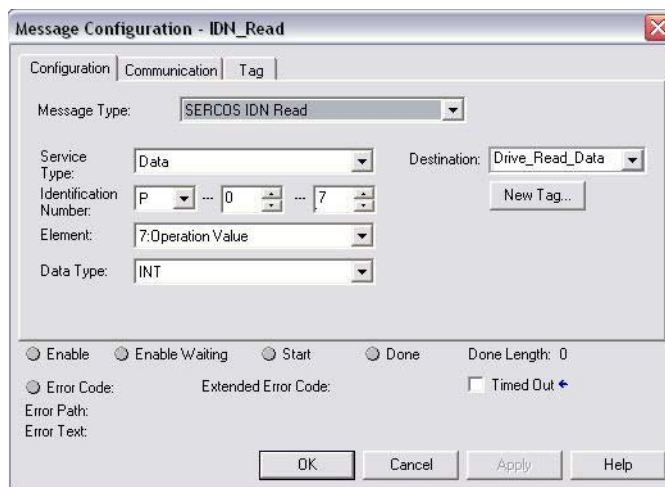 Message Configuration - IDN_Read
Configuration Communication Tag
Message Type: SERCOS IDN Read
Service Type: Data Destination: Drive_Read_Data
Identification Number: P --- 0 --- 7 New Tag...
Element: 7:Operation Value
Data Type: INT
Enable Enable Waiting Start Done Done Length: 0
Error Code: Extended Error Code: Timed Out
Error Path:
Error Text:
OK Cancel Apply Help